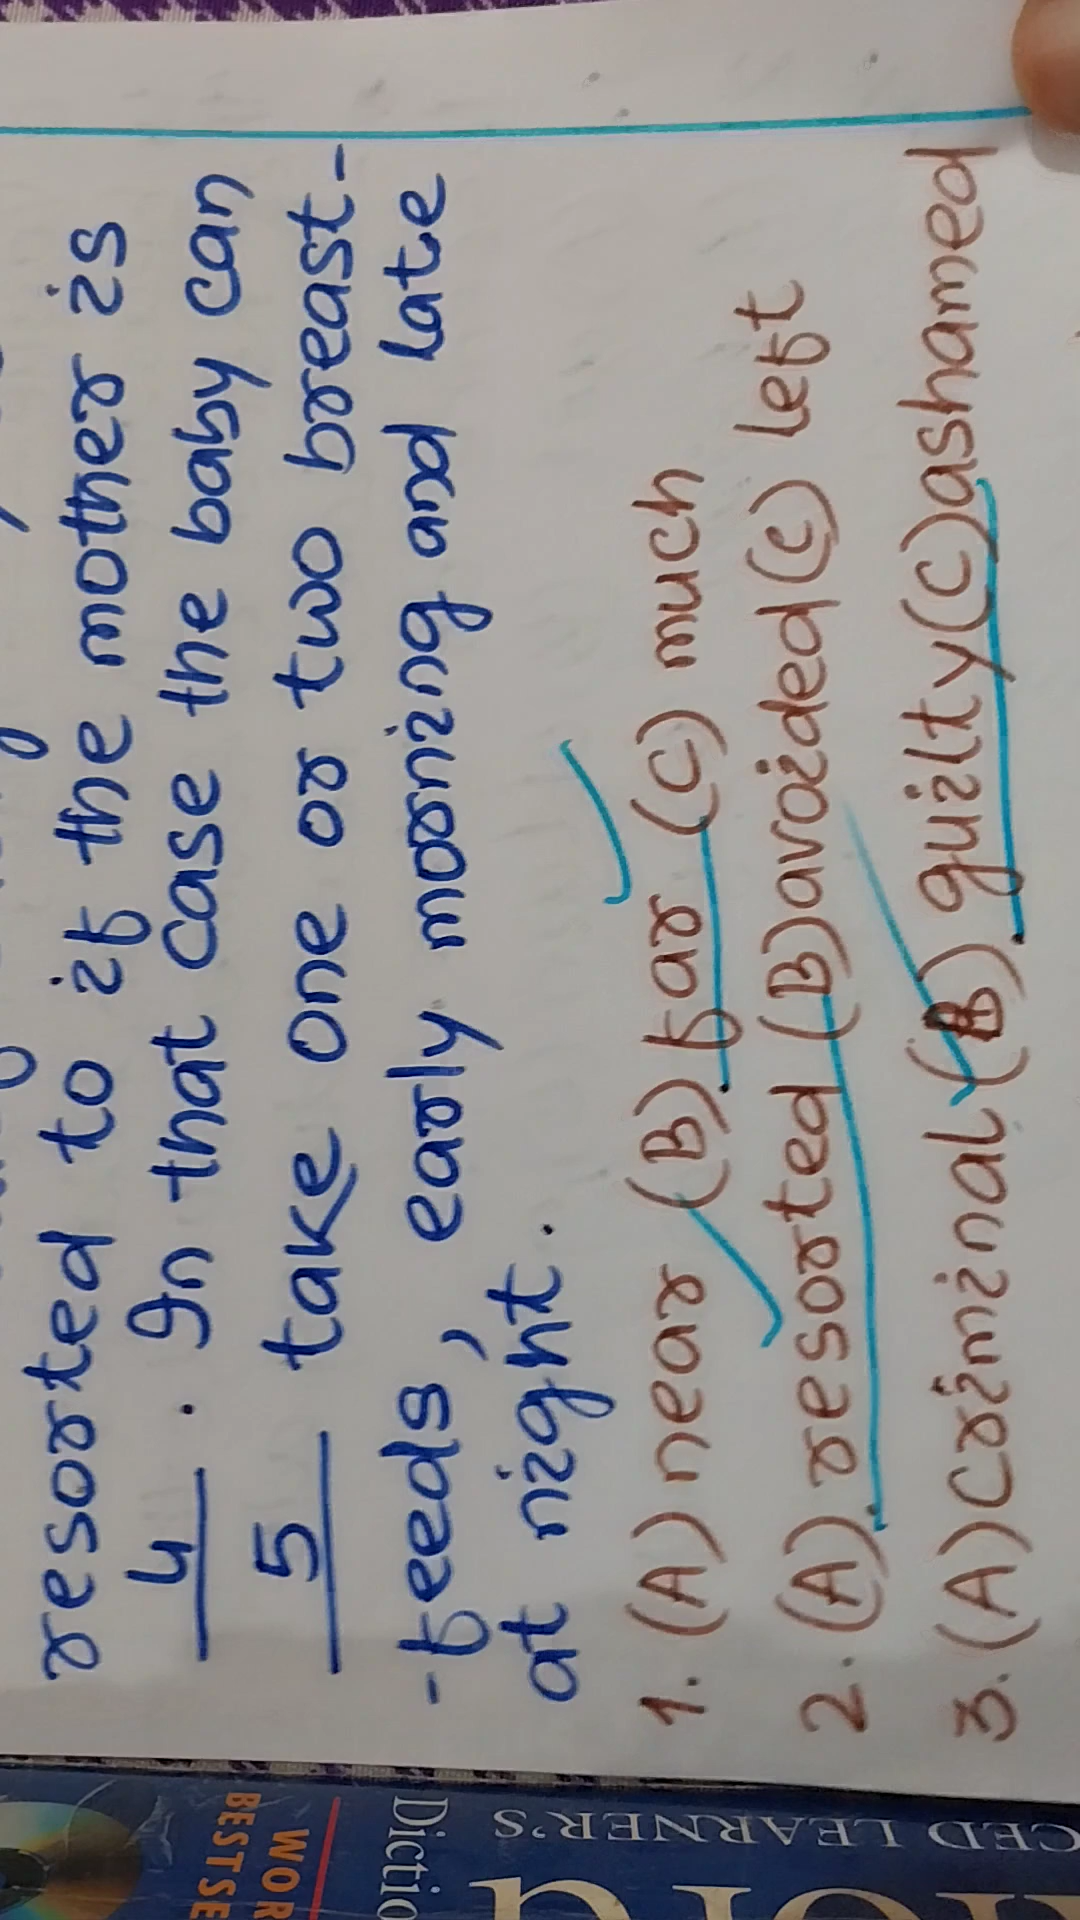 resorted to if the mother is
4. In that case the baby can
5 take one or two breast-
-feeds, early morning and late
at night.
1. (A) near (B) far (C) much
2. (A) resorted (B) avoided (C) left
3. (A) criminal (B) guilty (C) ashamed
WOR
BESTSE
Dictio
CED LEARNER'S